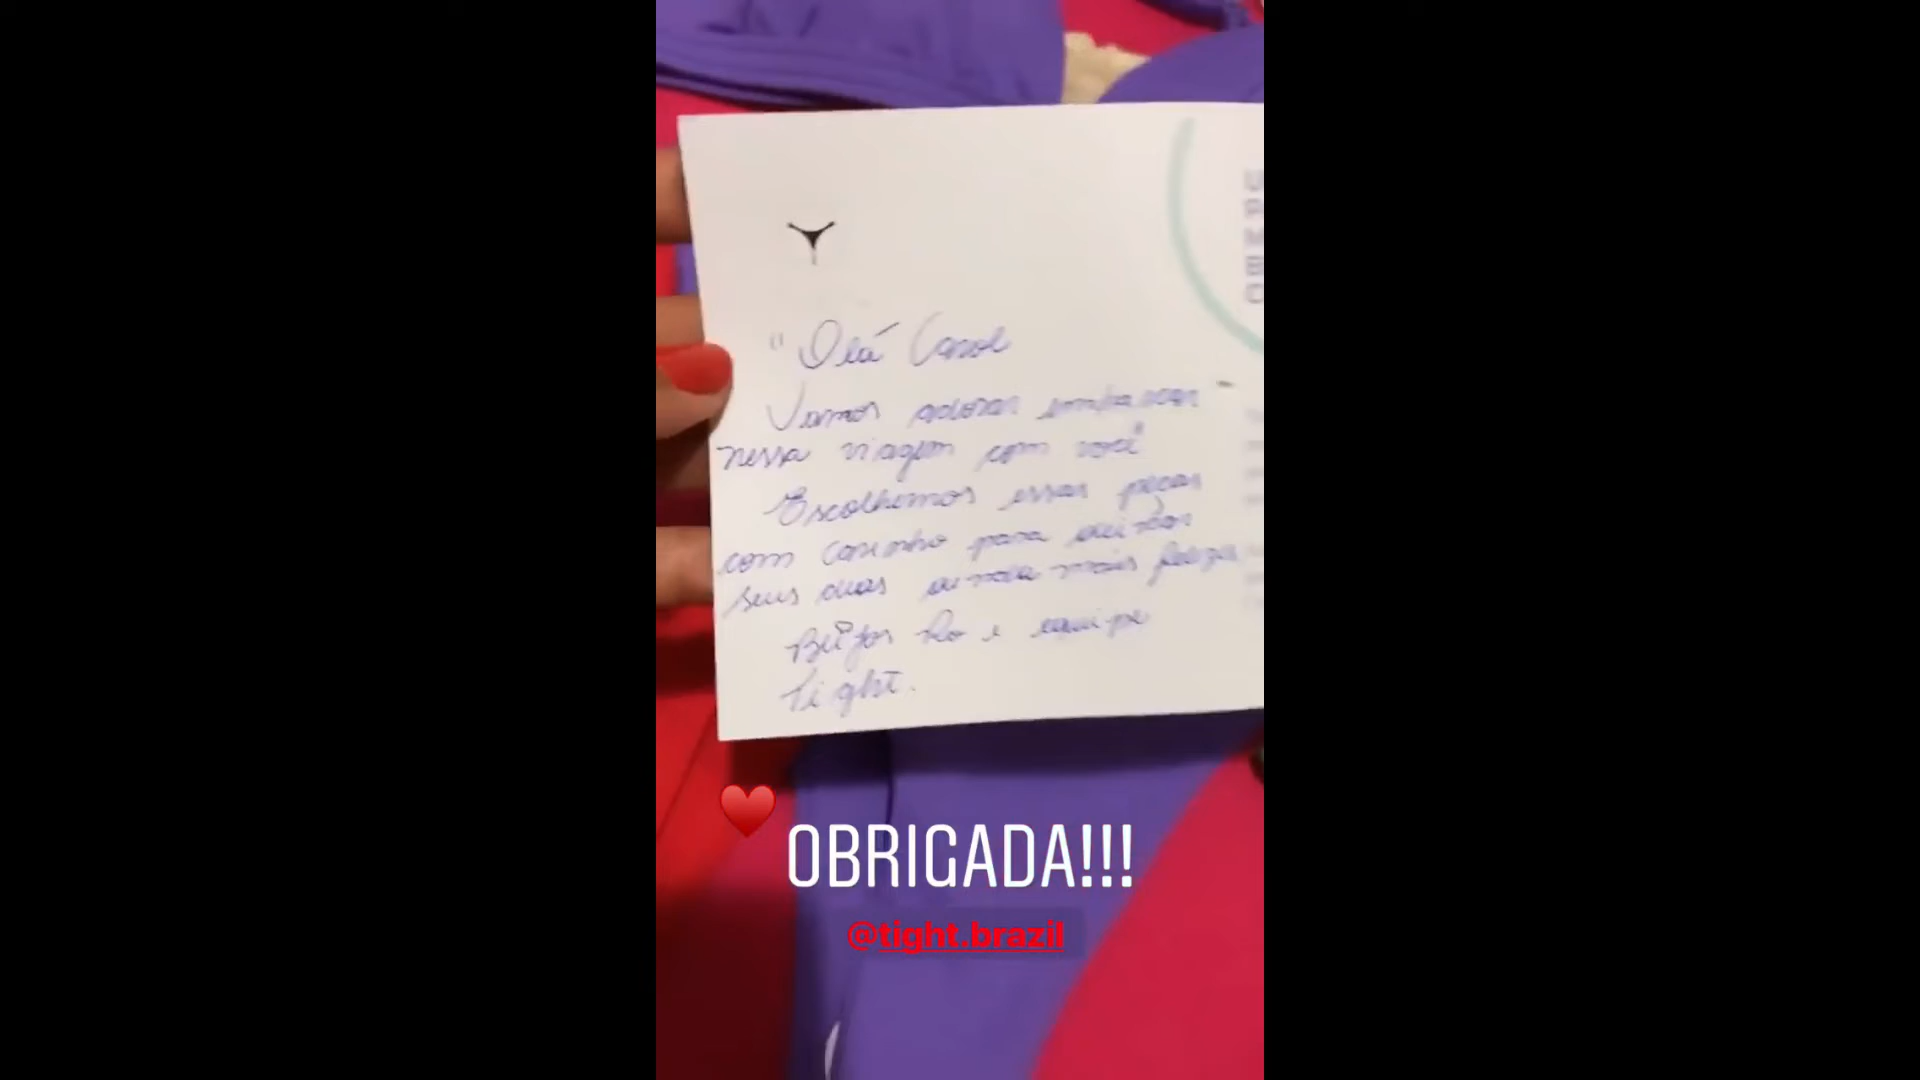 "Olá Carol
Vamos adorar embarcar
nessa viagem com você"
Escolhemos essas peças
com carinho para deixar
seus dias ainda mais
Beijos e equipe
Tight.
OBRIGADA!!!
@tight.brazil